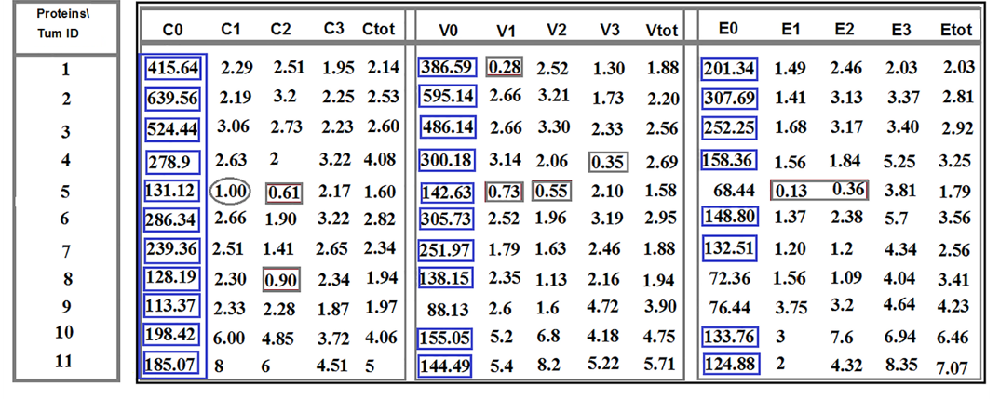 Proteins\
Tum ID
C0 C1 C2 C3 Ctot V0 V1 V2 V3 Vtot E0 E1 E2 E3 Etot
1 415.64 2.29 2.51 1.95 2.14 386.59 0.28 2.52 1.30 1.88 201.34 1.49 2.46 2.03 2.03
2 639.56 2.19 3.2 2.25 2.53 595.14 2.66 3.21 1.73 2.20 307.69 1.41 3.13 3.37 2.81
3 524.44 3.06 2.73 2.23 2.60 486.14 2.66 3.30 2.33 2.56 252.25 1.68 3.17 3.40 2.92
4 278.9 2.63 2 3.22 4.08 300.18 3.14 2.06 0.35 2.69 158.36 1.56 1.84 5.25 3.25
5 131.12 1.00 0.61 2.17 1.60 142.63 0.73 0.55 2.10 1.58 68.44 0.13 0.36 3.81 1.79
6 286.34 2.66 1.90 3.22 2.82 305.73 2.52 1.96 3.19 2.95 148.80 1.37 2.38 5.7 3.56
7 239.36 2.51 1.41 2.65 2.34 251.97 1.79 1.63 2.46 1.88 132.51 1.20 1.2 4.34 2.56
8 128.19 2.30 0.90 2.34 1.94 138.15 2.35 1.13 2.16 1.94 72.36 1.56 1.09 4.04 3.41
9 113.37 2.33 2.28 1.87 1.97 88.13 2.6 1.6 4.72 3.90 76.44 3.75 3.2 4.64 4.23
10 198.42 6.00 4.85 3.72 4.06 155.05 5.2 6.8 4.18 4.75 133.76 3 7.6 6.94 6.46
11 185.07 8 6 4.51 5 144.49 5.4 8.2 5.22 5.71 124.88 2 4.32 8.35 7.07